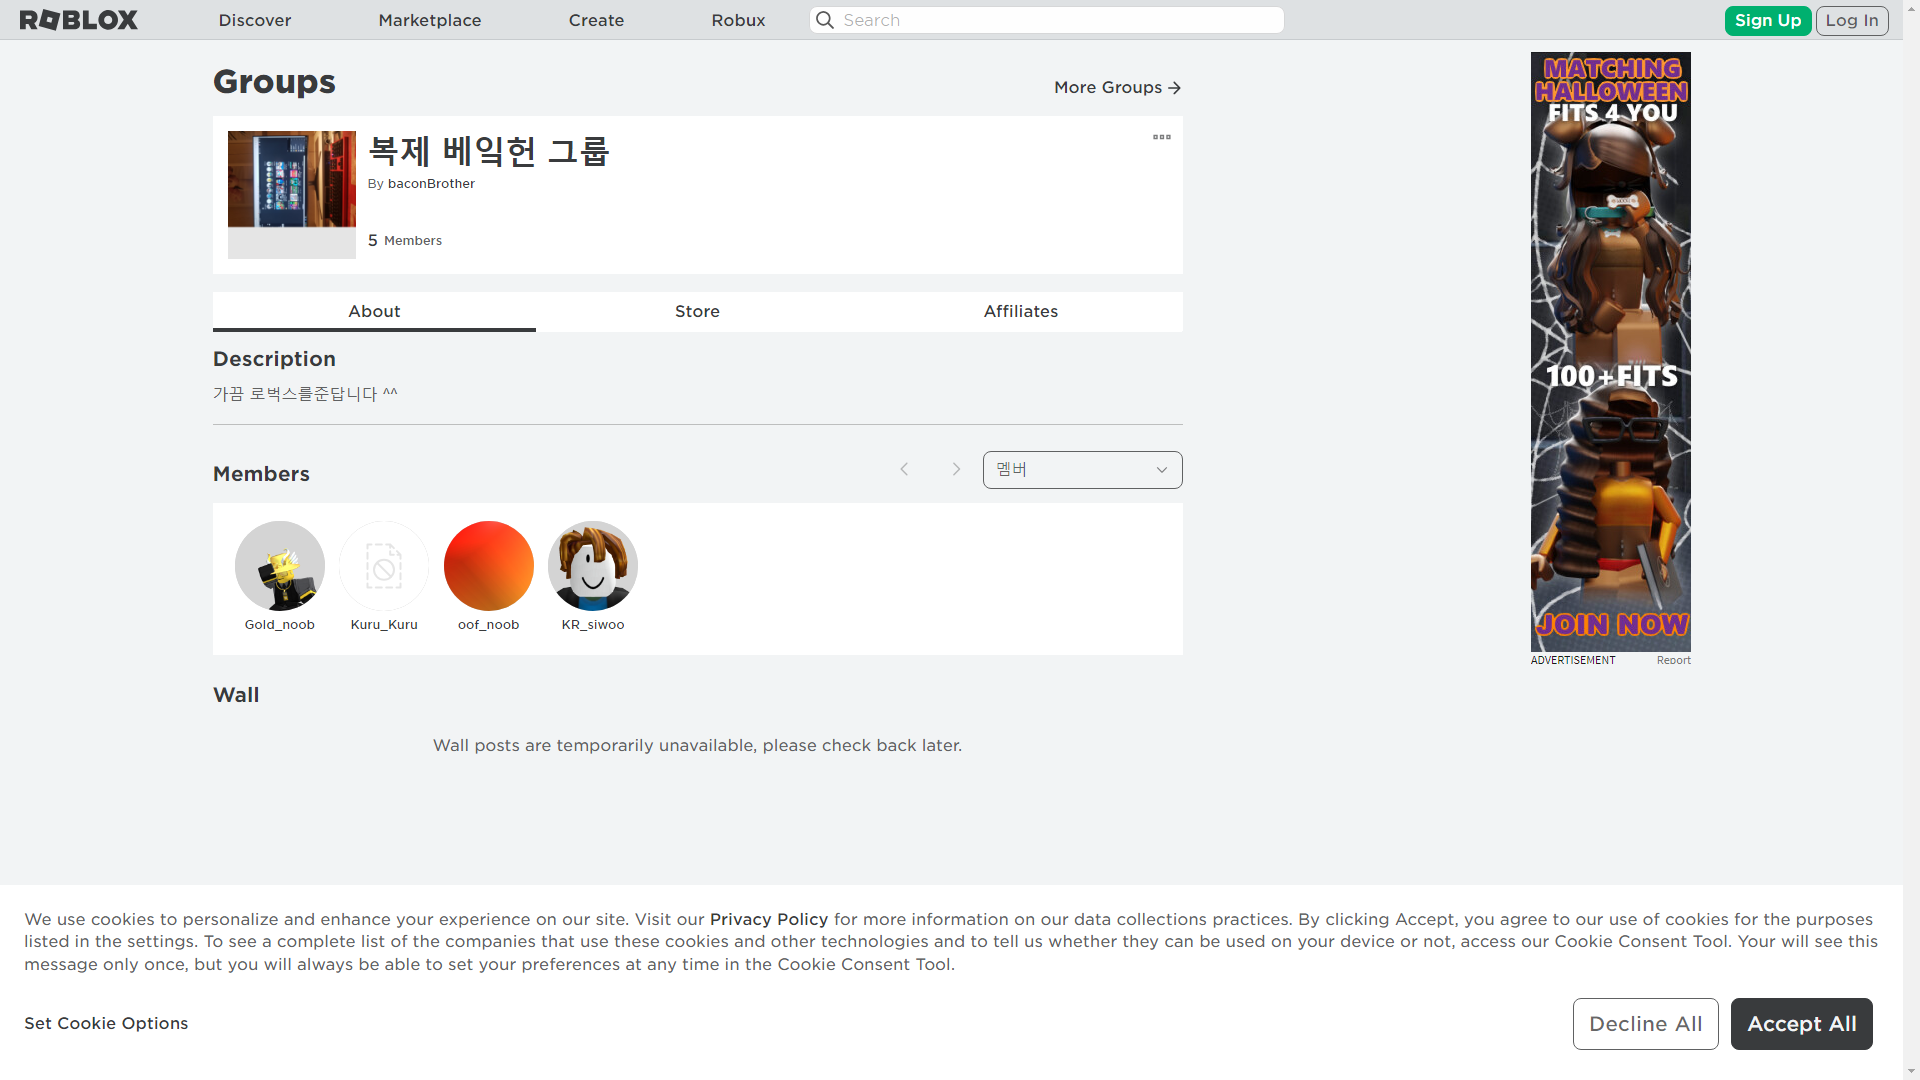 ROBLOX
Discover
Marketplace
Create
Robux
Search
Sign Up
Log In
Groups
More Groups
복제 베익헌 그룹
By baconBrother
5 Members
About
Store
Affiliates
Description
가끔 로벅스를준답니다 ^^
Members
멤버
Gold_noob
Kuru_Kuru
oof_noob
KR_siwoo
Wall
Wall posts are temporarily unavailable, please check back later.
MATCHING
HALLOWEEN
FITS 4 YOU
100+FITS
JOIN NOW
ADVERTISEMENT
Report
We use cookies to personalize and enhance your experience on our site. Visit our Privacy Policy for more information on our data collections practices. By clicking Accept, you agree to our use of cookies for the purposes
listed in the settings. To see a complete list of the companies that use these cookies and other technologies and to tell us whether they can be used on your device or not, access our Cookie Consent Tool. Your will see this
message only once, but you will always be able to set your preferences at any time in the Cookie Consent Tool.
Set Cookie Options
Decline All
Accept All